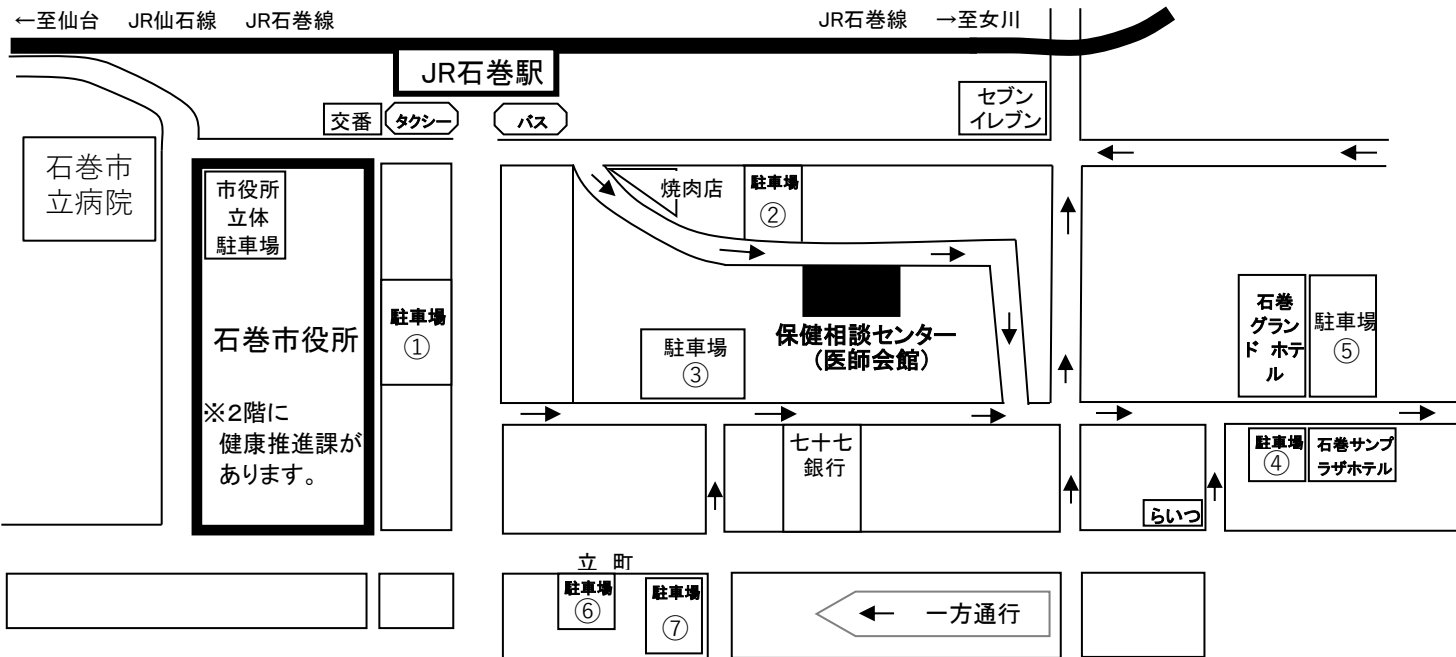 ←至仙台　JR仙石線　JR石巻線
JR石巻線　→至女川
JR石巻駅
交番
タクシー
バス
セブン
イレブン
石巻市
立病院
市役所
立体
駐車場
焼肉店
駐車場
②
石巻市役所
駐車場
①
駐車場
③
保健相談センター
（医師会館）
石巻
グラン
ド ホテ
ル
駐車場
⑤
※2階に
健康推進課が
あります。
七十七
銀行
駐車場
④
石巻サンプ
ラザホテル
らいつ
立　町
駐車場
⑥
駐車場
⑦
← 一方通行